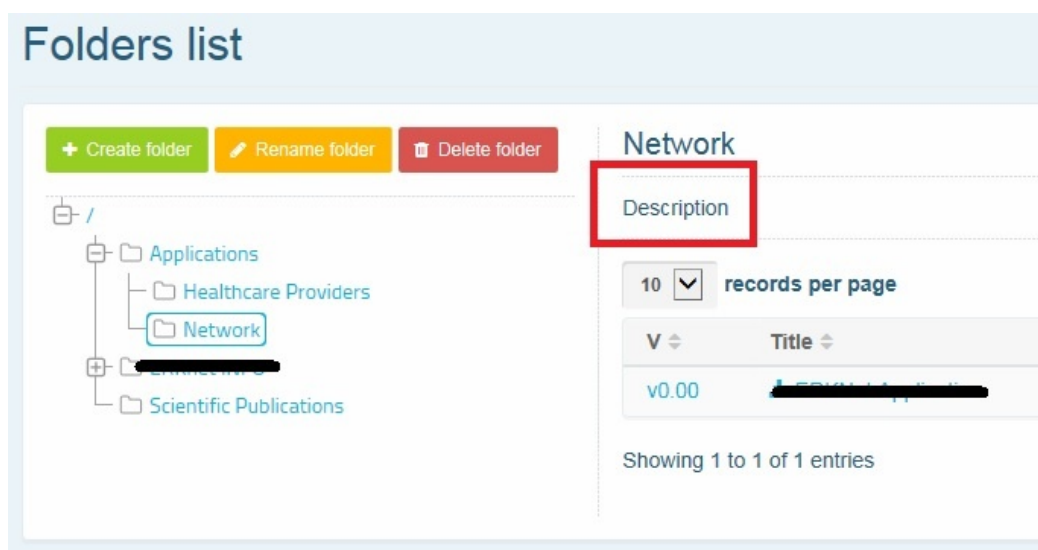 Folders list
Create folder
Rename folder
Delete folder
/
Applications
Healthcare Providers
Network
Scientific Publications
Network
Description
10 records per page
V Title
v0.00
Showing 1 to 1 of 1 entries